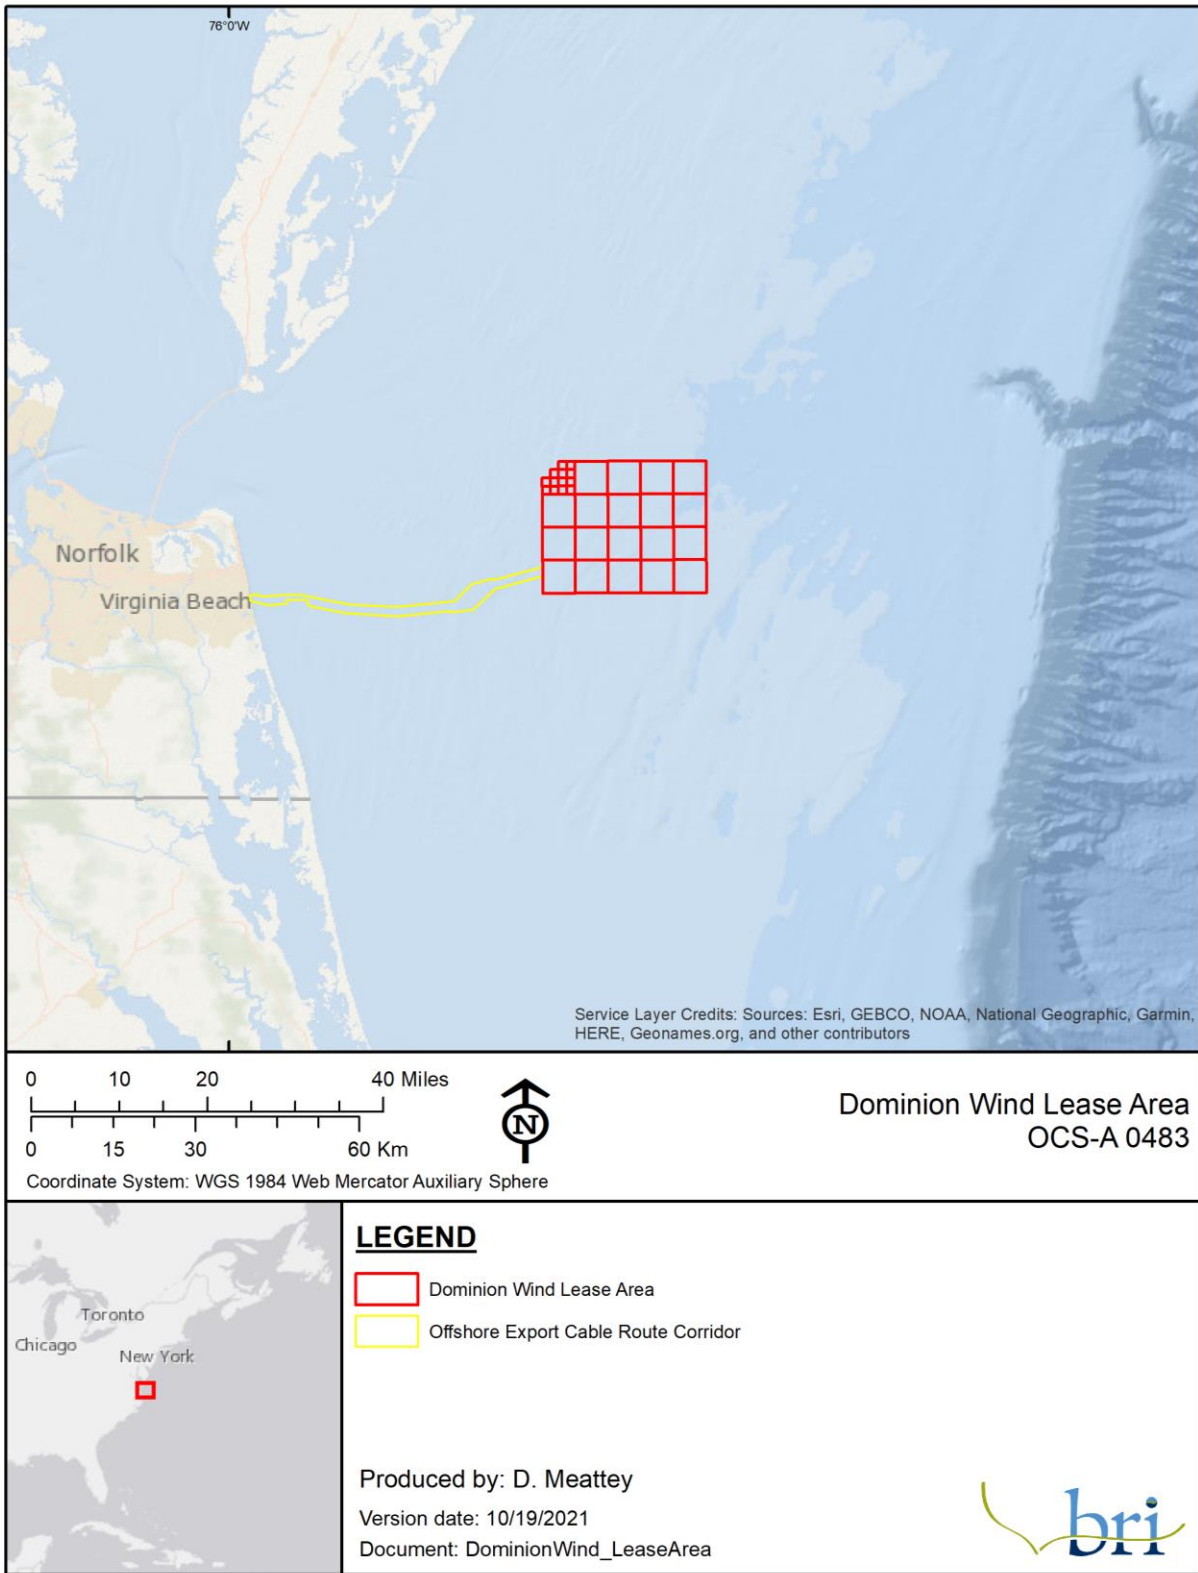 76°0'W
Norfolk
Virginia Beach
Service Layer Credits: Sources: Esri, GEBCO, NOAA, National Geographic, Garmin,
HERE, Geonames.org, and other contributors
0 10 20 40 Miles
0 15 30 60 Km
Coordinate System: WGS 1984 Web Mercator Auxiliary Sphere
N
Dominion Wind Lease Area
OCS-A 0483
Toronto
Chicago
New York
LEGEND
Dominion Wind Lease Area
Offshore Export Cable Route Corridor
Produced by: D. Meattey
Version date: 10/19/2021
Document: DominionWind_LeaseArea
bri